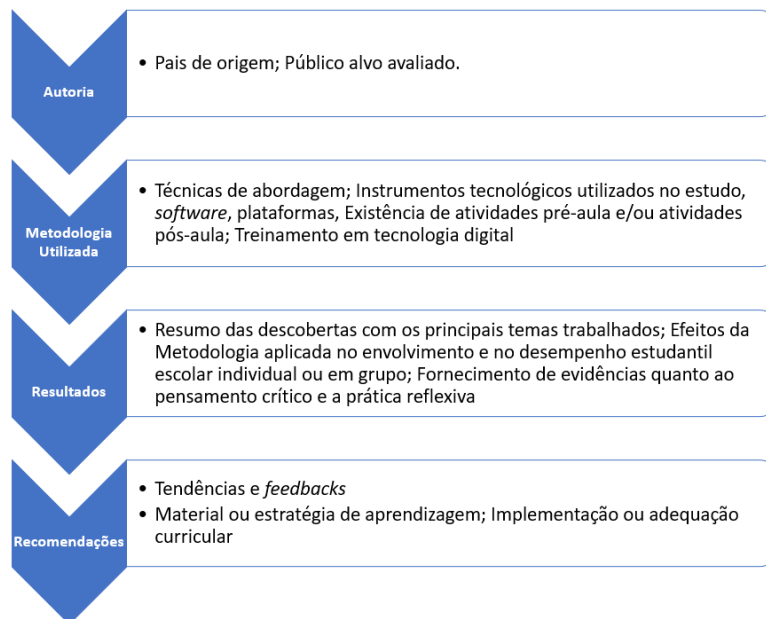 Autoria
• Pais de origem; Público alvo avaliado.
Metodologia
Utilizada
• Técnicas de abordagem; Instrumentos tecnológicos utilizados no estudo,
software, plataformas, Existência de atividades pré-aula e/ou atividades
pós-aula; Treinamento em tecnologia digital
Resultados
• Resumo das descobertas com os principais temas trabalhados; Efeitos da
Metodologia aplicada no envolvimento e no desempenho estudantil
escolar individual ou em grupo; Fornecimento de evidências quanto ao
pensamento crítico e a prática reflexiva
Recomendações
• Tendências e feedbacks
• Material ou estratégia de aprendizagem; Implementação ou adequação
curricular